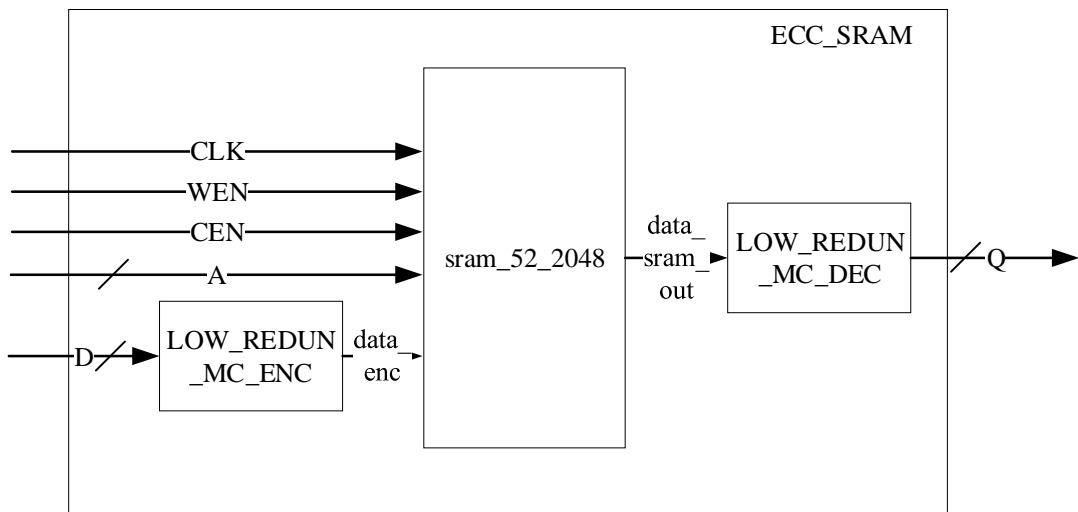 ECC_SRAM
CLK
WEN
CEN
A
D
LOW_REDUN
_MC_ENC
data_
enc
sram_52_2048
data_
sram_
out
LOW_REDUN
_MC_DEC
Q